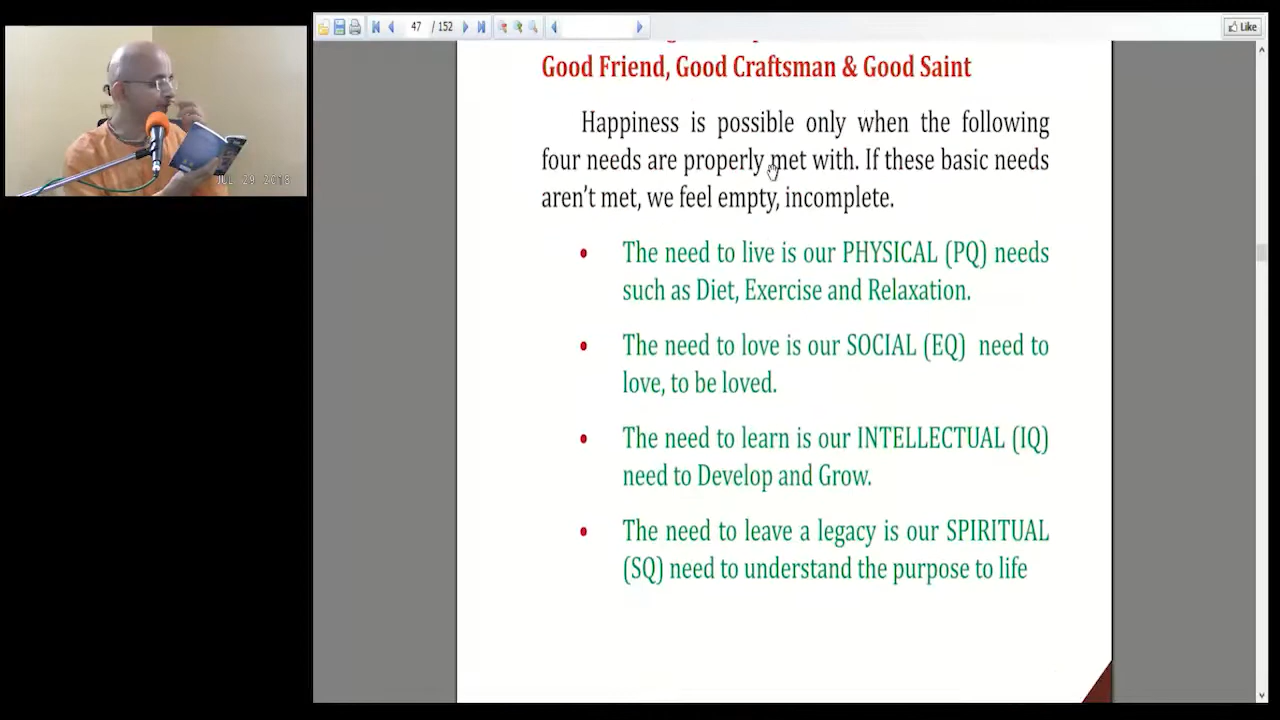 47 / 152
Like
Good Friend, Good Craftsman & Good Saint
Happiness is possible only when the following
four needs are properly met with. If these basic needs
aren't met, we feel empty, incomplete.
• The need to live is our PHYSICAL (PQ) needs
such as Diet, Exercise and Relaxation.
• The need to love is our SOCIAL (EQ) need to
love, to be loved.
• The need to learn is our INTELLECTUAL (IQ)
need to Develop and Grow.
• The need to leave a legacy is our SPIRITUAL
(SQ) need to understand the purpose to life
JUL 29 2018